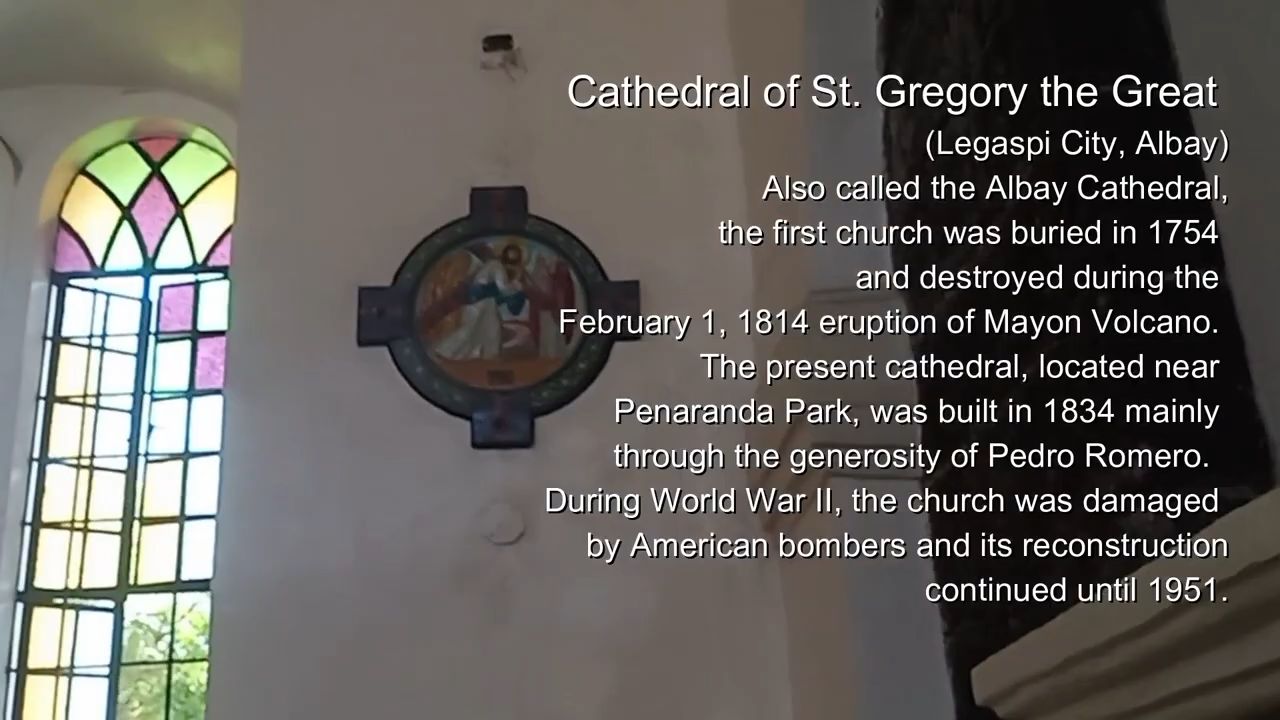 Cathedral of St. Gregory the Great
(Legaspi City, Albay)
Also called the Albay Cathedral,
the first church was buried in 1754
and destroyed during the
February 1, 1814 eruption of Mayon Volcano.
The present cathedral, located near
Penaranda Park, was built in 1834 mainly
through the generosity of Pedro Romero.
During World War II, the church was damaged
by American bombers and its reconstruction
continued until 1951.